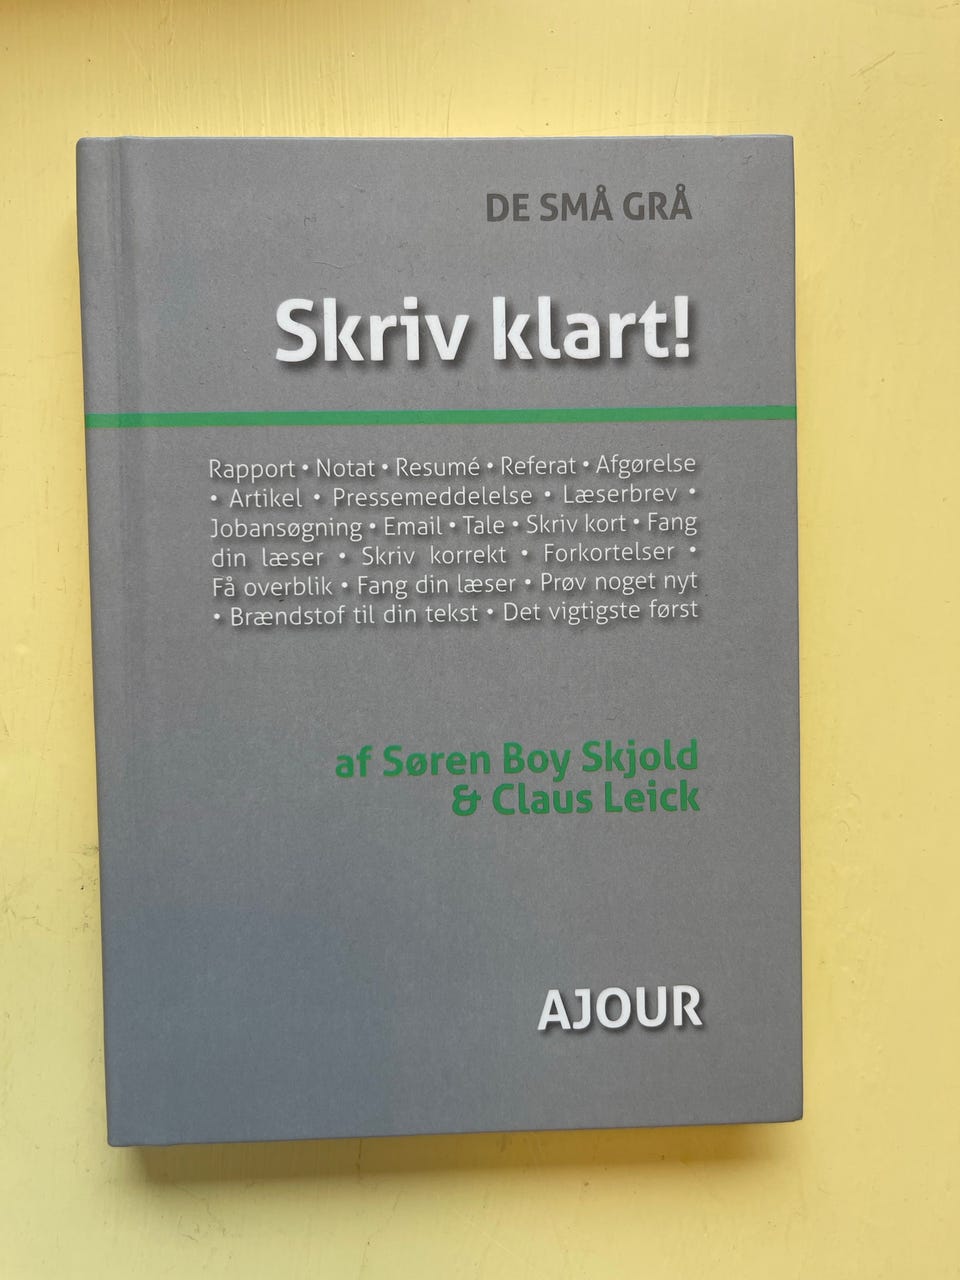 DE SMÅ GRÅ
Skriv klart!
Rapport • Notat • Resumé • Referat • Afgørelse
• Artikel • Pressemeddelelse • Læserbrev •
Jobansøgning • Email • Tale • Skriv kort • Fang
din læser • Skriv korrekt • Forkortelser •
Få overblik • Fang din læser • Prøv noget nyt
• Brændstof til din tekst • Det vigtigste først
af Søren Boy Skjold
& Claus Leick
AJOUR